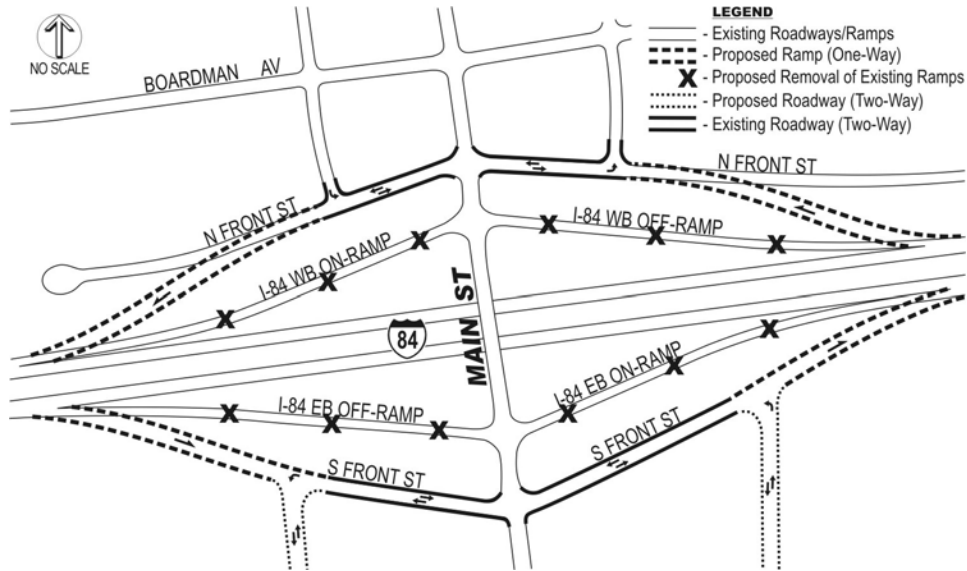 LEGEND
- Existing Roadways/Ramps
- Proposed Ramp (One-Way)
X - Proposed Removal of Existing Ramps
- Proposed Roadway (Two-Way)
- Existing Roadway (Two-Way)
NO SCALE
BOARDMAN AV
N FRONT ST
N FRONT ST
I-84 WB OFF-RAMP
I-84 WB ON-RAMP
84
MAIN ST
I-84 EB ON-RAMP
I-84 EB OFF-RAMP
S FRONT ST
S FRONT ST